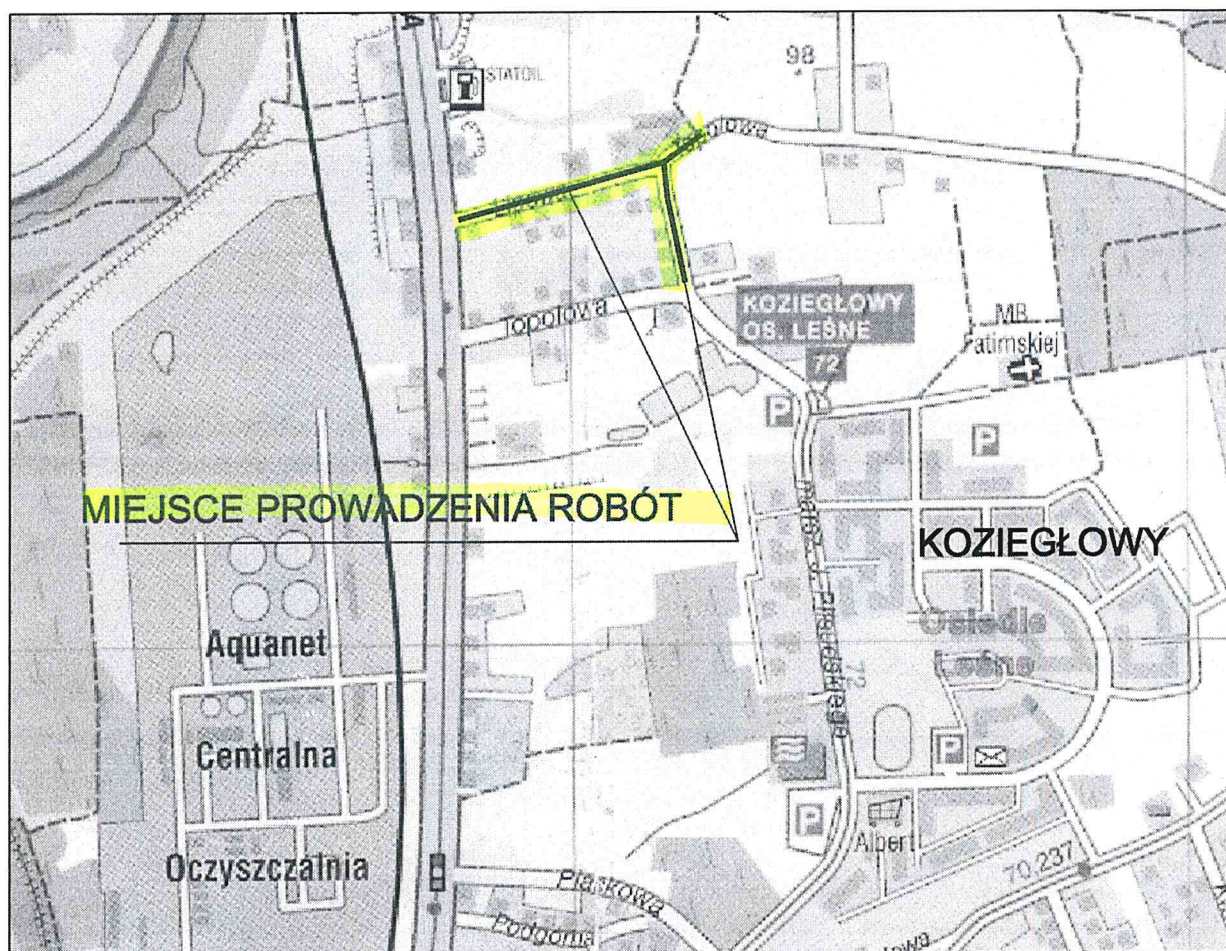 A
STATOIL
98
Topolowa
KOZIEGŁOWY
OS. LEŚNE
72
MB
Fatimskiej
P
P
MIEJSCE PROWADZENIA ROBÓT
KOZIEGŁOWY
Aquanet
Osiedle
Leśne
72
Centralna
P
P
Albert
Oczyszczalnia
70.237
Piaskowa
Podgórna